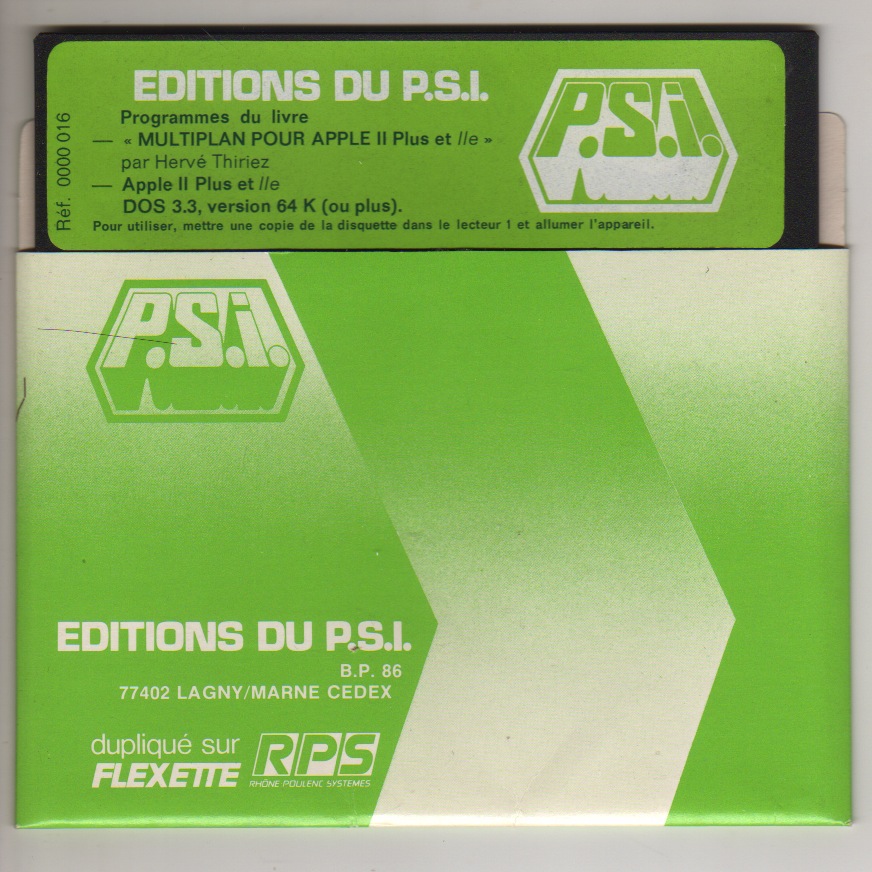 EDITIONS DU P.S.I.
P.S.i.
Programmes du livre
— « MULTIPLAN POUR APPLE II Plus et IIe »
par Hervé Thiriez
— Apple II Plus et IIe
DOS 3.3, version 64 K (ou plus).
Pour utiliser, mettre une copie de la disquette dans le lecteur 1 et allumer l'appareil.
Réf. 0000 016
P.S.i.
EDITIONS DU P.S.I.
B.P. 86
77402 LAGNY/MARNE CEDEX
dupliqué sur
FLEXETTE
RPS
RHÔNE POULENC SYSTEMES